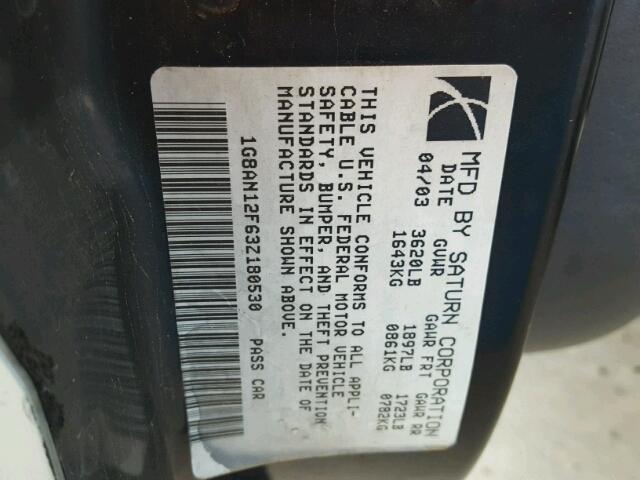 MFD BY SATURN CORPORATION
DATE GVWR GAWR FRT GAWR RR
04/03 3620LB 1897LB 1723LB
1643KG 0861KG 0782KG
THIS VEHICLE CONFORMS TO ALL APPLI-
CABLE U.S. FEDERAL MOTOR VEHICLE
SAFETY, BUMPER, AND THEFT PREVENTION
STANDARDS IN EFFECT ON THE DATE OF
MANUFACTURE SHOWN ABOVE.
1G8AN12F63Z180530 PASS CAR